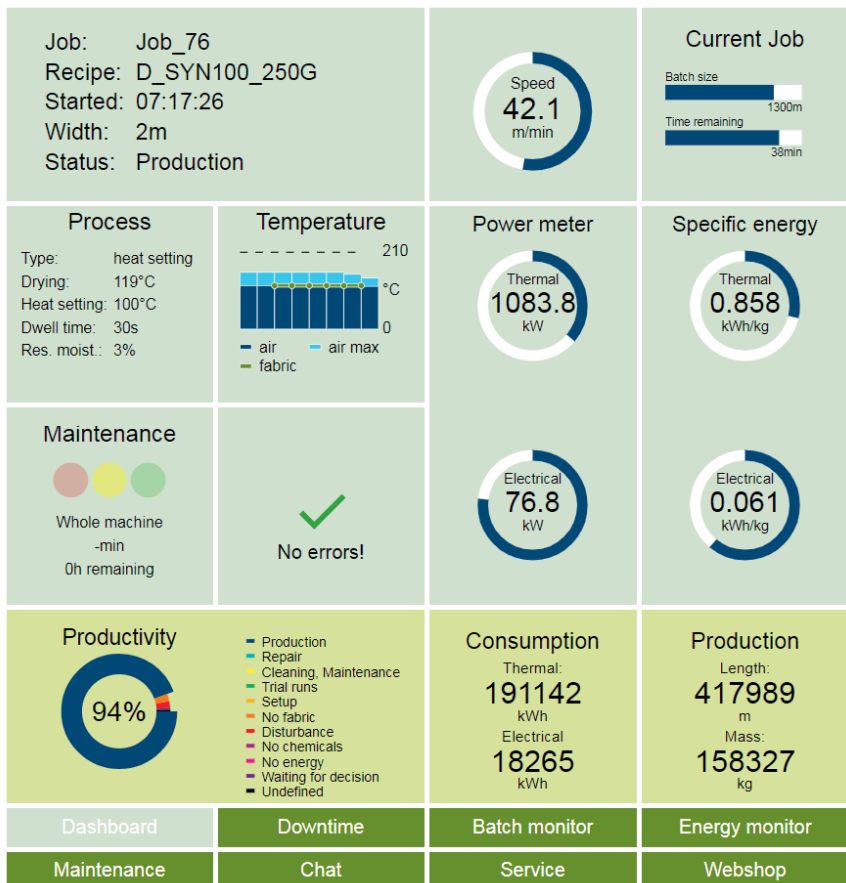 Job: Job_76
Recipe: D_SYN100_250G
Started: 07:17:26
Width: 2m
Status: Production
Speed
42.1
m/min
Current Job
Batch size
1300m
Time remaining
38min
Process
Type: heat setting
Drying: 119°C
Heat setting: 100°C
Dwell time: 30s
Res. moist.: 3%
Temperature
210
°C
0
air
air max
fabric
Power meter
Thermal
1083.8
kW
Specific energy
Thermal
0.858
kWh/kg
Maintenance
Whole machine
-min
0h remaining
No errors!
Electrical
76.8
kW
Electrical
0.061
kWh/kg
Productivity
94%
Production
Repair
Cleaning, Maintenance
Trial runs
Setup
No fabric
Disturbance
No chemicals
No energy
Waiting for decision
Undefined
Consumption
Thermal:
191142
kWh
Electrical
18265
kWh
Production
Length:
417989
m
Mass:
158327
kg
Dashboard
Downtime
Batch monitor
Energy monitor
Maintenance
Chat
Service
Webshop